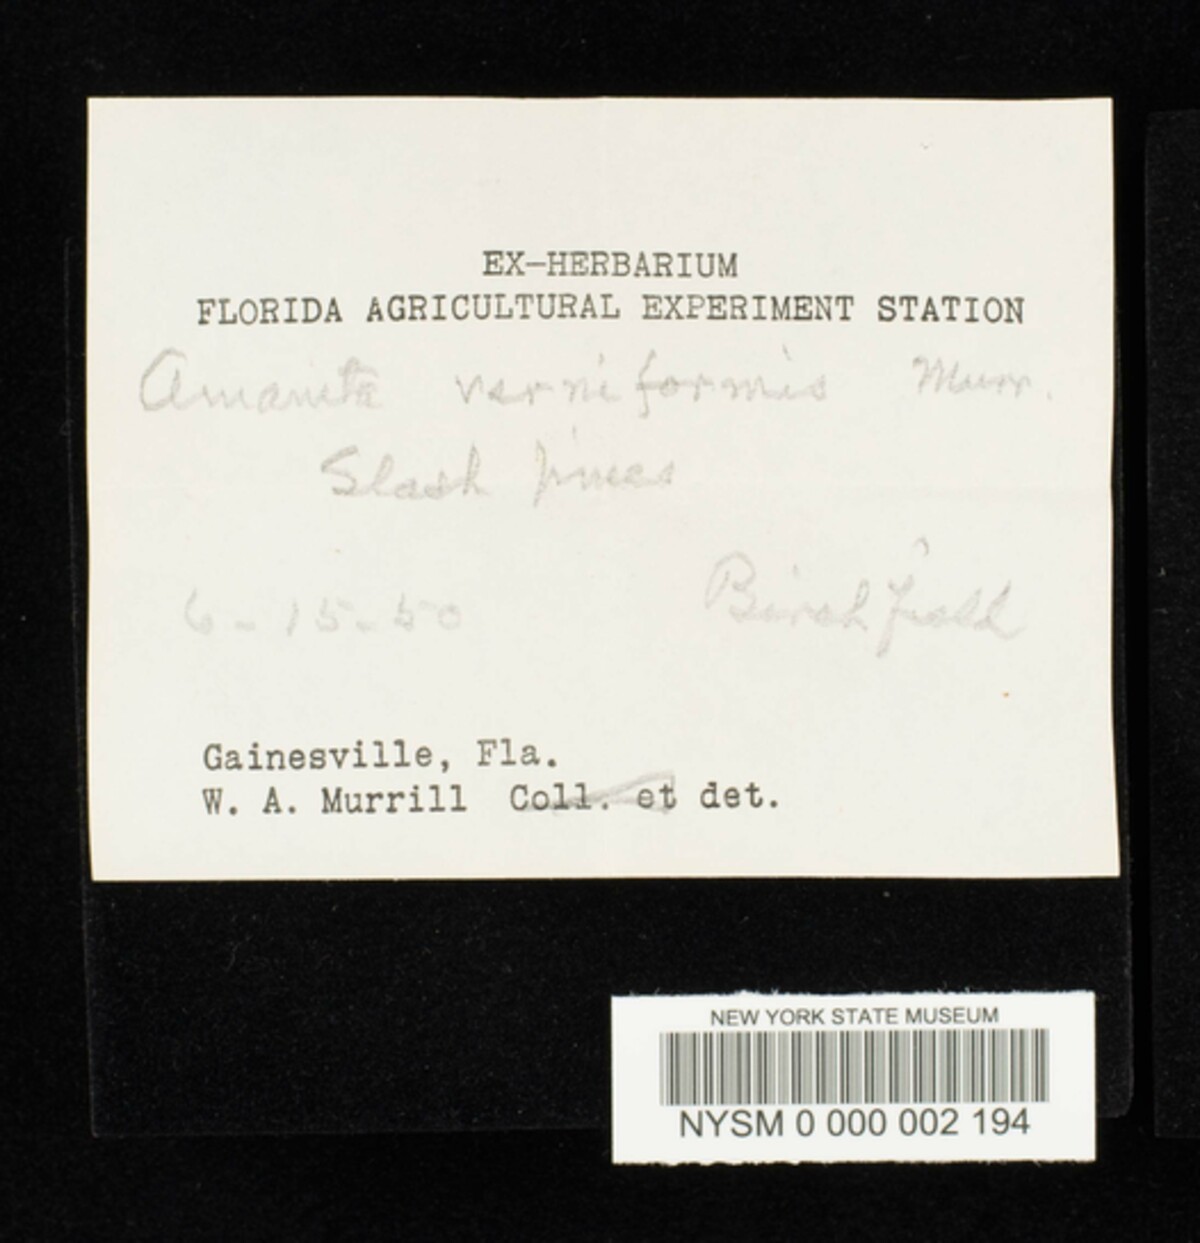 EX-HERBARIUM
FLORIDA AGRICULTURAL EXPERIMENT STATION
Amanita verniformis Murr.
Slash pines
6-15-50 Birchfield
Gainesville, Fla.
W. A. Murrill Coll. et det.
NEW YORK STATE MUSEUM
NYSM 0 000 002 194